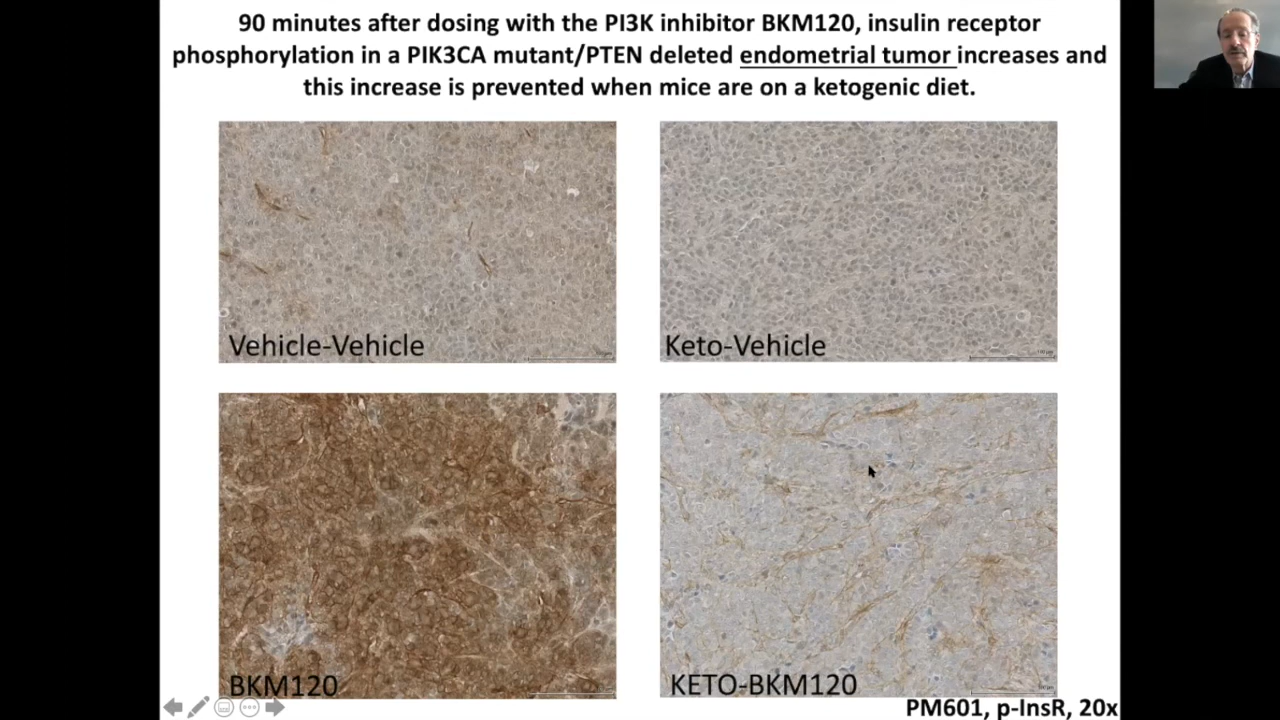 90 minutes after dosing with the PI3K inhibitor BKM120, insulin receptor
phosphorylation in a PIK3CA mutant/PTEN deleted endometrial tumor increases and
this increase is prevented when mice are on a ketogenic diet.
Vehicle-Vehicle
Keto-Vehicle
BKM120
KETO-BKM120
PM601, p-InsR, 20x